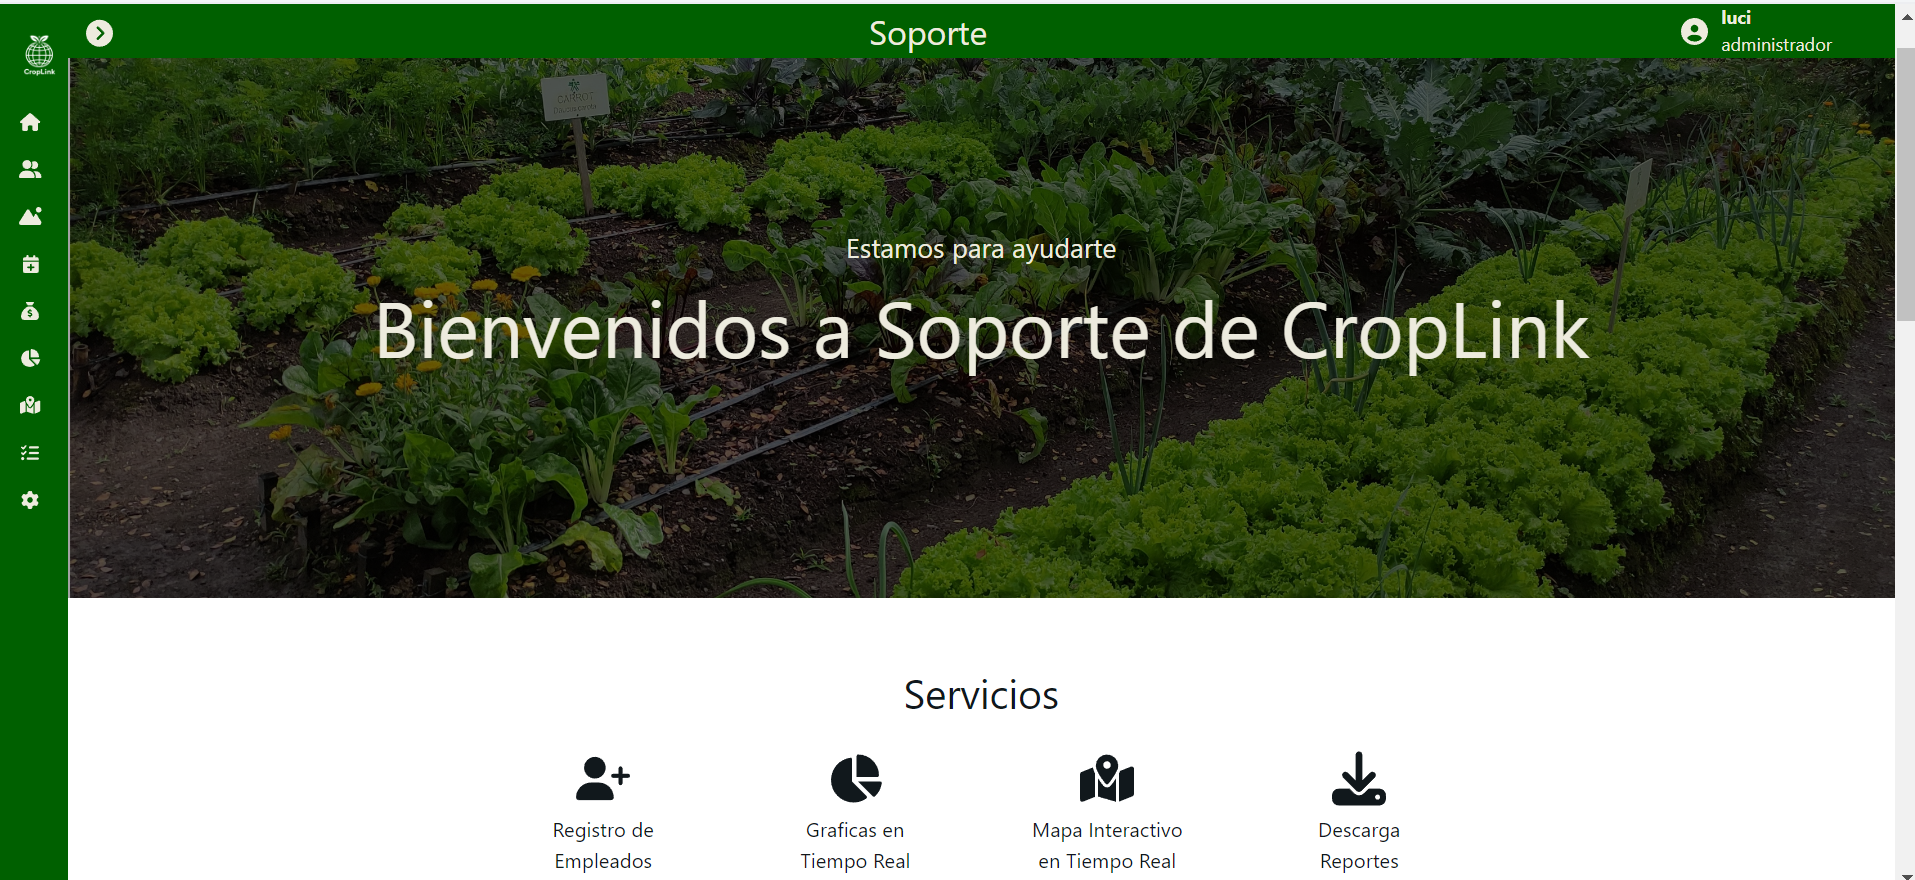 CropLink
Soporte
luci
administrador
CARROT
Estamos para ayudarte
Bienvenidos a Soporte de CropLink
Servicios
Registro de
Empleados
Graficas en
Tiempo Real
Mapa Interactivo
en Tiempo Real
Descarga
Reportes